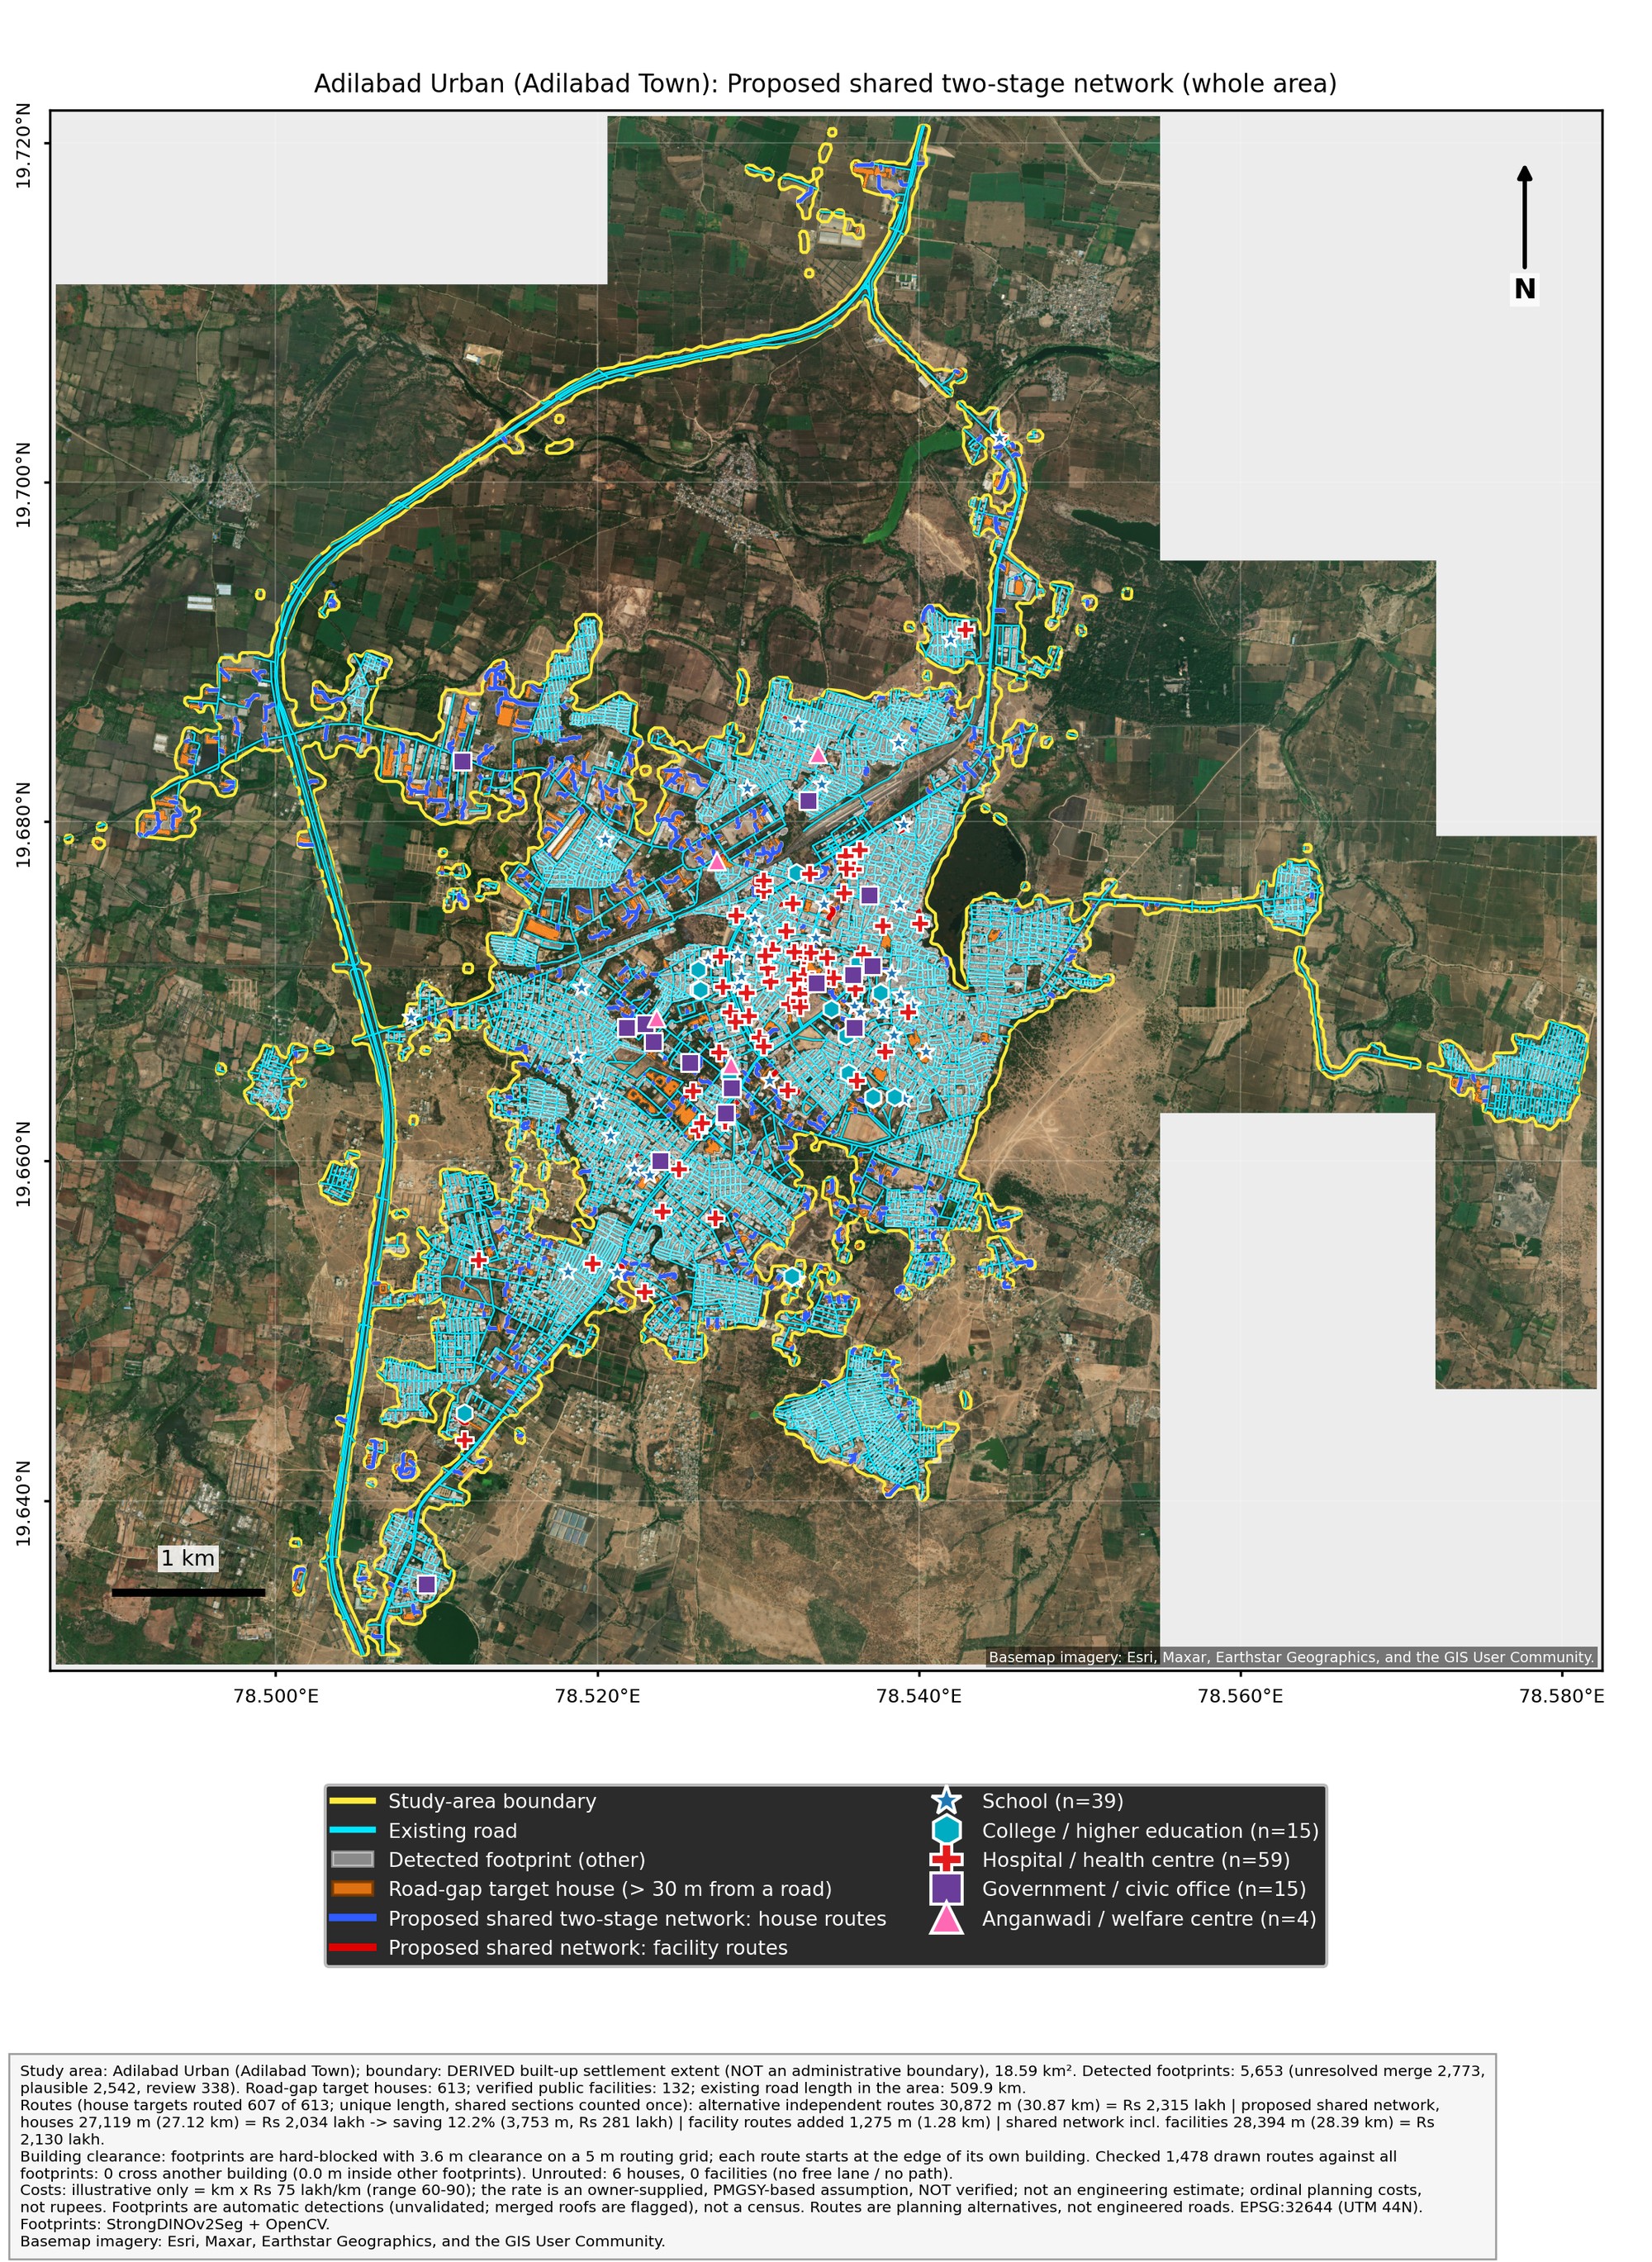 Adilabad Urban (Adilabad Town): Proposed shared two-stage network (whole area)
19.720°N
N
19.700°N
19.680°N
19.660°N
19.640°N
1 km
Basemap imagery: Esri, Maxar, Earthstar Geographics, and the GIS User Community.
78.500°E 78.520°E 78.540°E 78.560°E 78.580°E
Study-area boundary
Existing road
Detected footprint (other)
Road-gap target house (> 30 m from a road)
Proposed shared two-stage network: house routes
Proposed shared network: facility routes
School (n=39)
College / higher education (n=15)
Hospital / health centre (n=59)
Government / civic office (n=15)
Anganwadi / welfare centre (n=4)
Study area: Adilabad Urban (Adilabad Town); boundary: DERIVED built-up settlement extent (NOT an administrative boundary), 18.59 km². Detected footprints: 5,653 (unresolved merge 2,773,
plausible 2,542, review 338). Road-gap target houses: 613; verified public facilities: 132; existing road length in the area: 509.9 km.
Routes (house targets routed 607 of 613; unique length, shared sections counted once): alternative independent routes 30,872 m (30.87 km) = Rs 2,315 lakh | proposed shared network,
houses 27,119 m (27.12 km) = Rs 2,034 lakh -> saving 12.2% (3,753 m, Rs 281 lakh) | facility routes added 1,275 m (1.28 km) | shared network incl. facilities 28,394 m (28.39 km) = Rs
2,130 lakh.
Building clearance: footprints are hard-blocked with 3.6 m clearance on a 5 m routing grid; each route starts at the edge of its own building. Checked 1,478 drawn routes against all
footprints: 0 cross another building (0.0 m inside other footprints). Unrouted: 6 houses, 0 facilities (no free lane / no path).
Costs: illustrative only = km x Rs 75 lakh/km (range 60-90); the rate is an owner-supplied, PMGSY-based assumption, NOT verified; not an engineering estimate; ordinal planning costs,
not rupees. Footprints are automatic detections (unvalidated; merged roofs are flagged), not a census. Routes are planning alternatives, not engineered roads. EPSG:32644 (UTM 44N).
Footprints: StrongDINOv2Seg + OpenCV.
Basemap imagery: Esri, Maxar, Earthstar Geographics, and the GIS User Community.